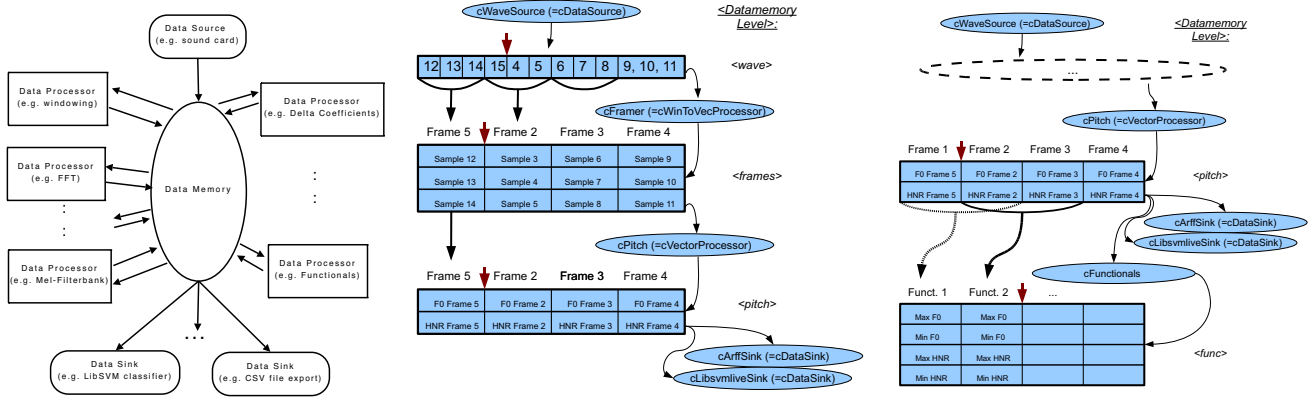 Data Source
(e.g. sound card)
Data Processor
(e.g. windowing)
Data Processor
(e.g. Delta Coefficients)
Data Processor
(e.g. FFT)
Data Memory
:
:
:
:
:
:
Data Processor
(e.g. Mel-Filterbank)
Data Processor
(e.g. Functionals)
...
Data Sink
(e.g. LibSVM classifier)
Data Sink
(e.g. CSV file export)
cWaveSource (=cDataSource)
<Datamemory
Level>:
12 13 14 15 4 5 6 7 8 9, 10, 11
<wave>
cFramer (=cWinToVecProcessor)
Frame 5 Frame 2 Frame 3 Frame 4
Sample 12 Sample 3 Sample 6 Sample 9
Sample 13 Sample 4 Sample 7 Sample 10
<frames>
Sample 14 Sample 5 Sample 8 Sample 11
cPitch (=cVectorProcessor)
Frame 5 Frame 2 Frame 3 Frame 4
F0 Frame 5 F0 Frame 2 F0 Frame 3 F0 Frame 4
<pitch>
HNR Frame 5 HNR Frame 2 HNR Frame 3 HNR Frame 4
cArffSink (=cDataSink)
cLibsvmliveSink (=cDataSink)
cWaveSource (=cDataSource)
<Datamemory
Level>:
...
cPitch (=cVectorProcessor)
Frame 1 Frame 2 Frame 3 Frame 4
F0 Frame 5 F0 Frame 2 F0 Frame 3 F0 Frame 4
<pitch>
HNR Frame 5 HNR Frame 2 HNR Frame 3 HNR Frame 4
cArffSink (=cDataSink)
cLibsvmliveSink (=cDataSink)
cFunctionals
Funct. 1 Funct. 2 ...
Max F0 Max F0
Min F0 Min F0
<func>
Max HNR Max HNR
Min HNR Min HNR